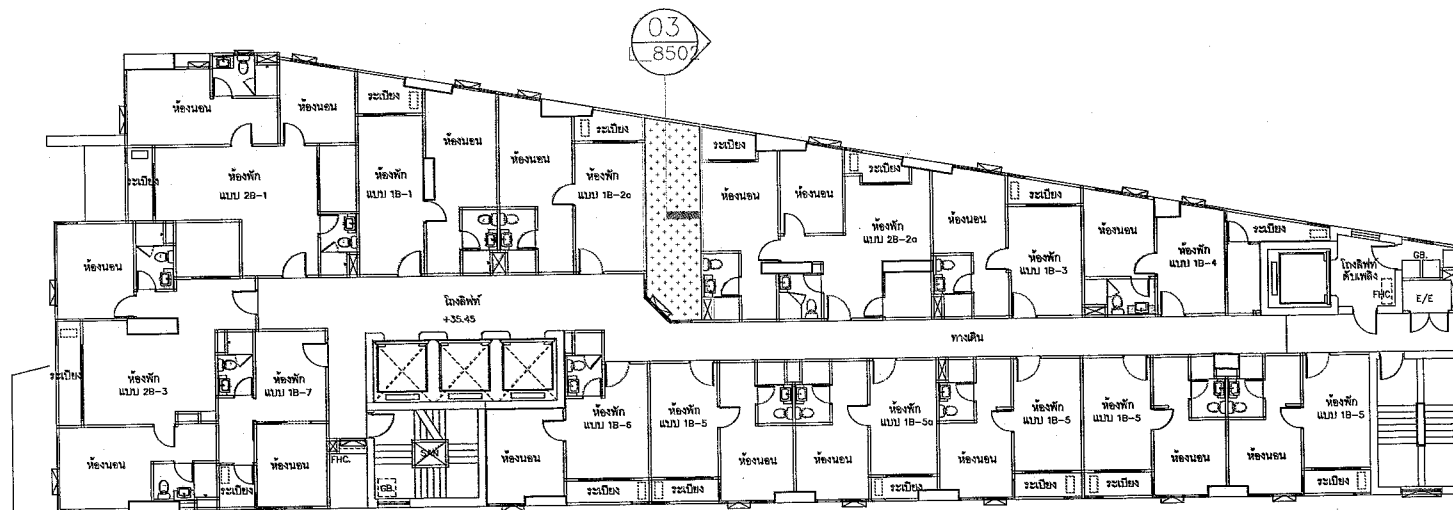 03
L_8502
ห้องนอน
ห้องนอน
ระเบียง
ห้องนอน
ห้องนอน
ระเบียง
ระเบียง
ห้องพัก
แบบ 2B-1
ระเบียง
ห้องพัก
แบบ 1B-1
ห้องพัก
แบบ 1B-2a
ห้องนอน
ห้องนอน
ระเบียง
ห้องพัก
แบบ 2B-2a
ห้องนอน
ระเบียง
ห้องพัก
แบบ 1B-3
ห้องนอน
ห้องพัก
แบบ 1B-4
ระเบียง
โถงลิฟท์
ดับเพลิง
FHC.
GB.
E/E
ห้องนอน
โถงลิฟท์
+35.45
ทางเดิน
ระเบียง
ห้องพัก
แบบ 2B-3
ห้องพัก
แบบ 1B-7
ห้องพัก
แบบ 1B-6
ห้องพัก
แบบ 1B-5
ห้องพัก
แบบ 1B-5a
ห้องพัก
แบบ 1B-5
ห้องพัก
แบบ 1B-5
ห้องพัก
แบบ 1B-5
ห้องนอน
ระเบียง
ห้องนอน
FHC.
GB.
SAN
ห้องนอน
ระเบียง
ระเบียง
ห้องนอน
ห้องนอน
ระเบียง
ห้องนอน
ระเบียง
ระเบียง
ห้องนอน
ห้องนอน
ระเบียง